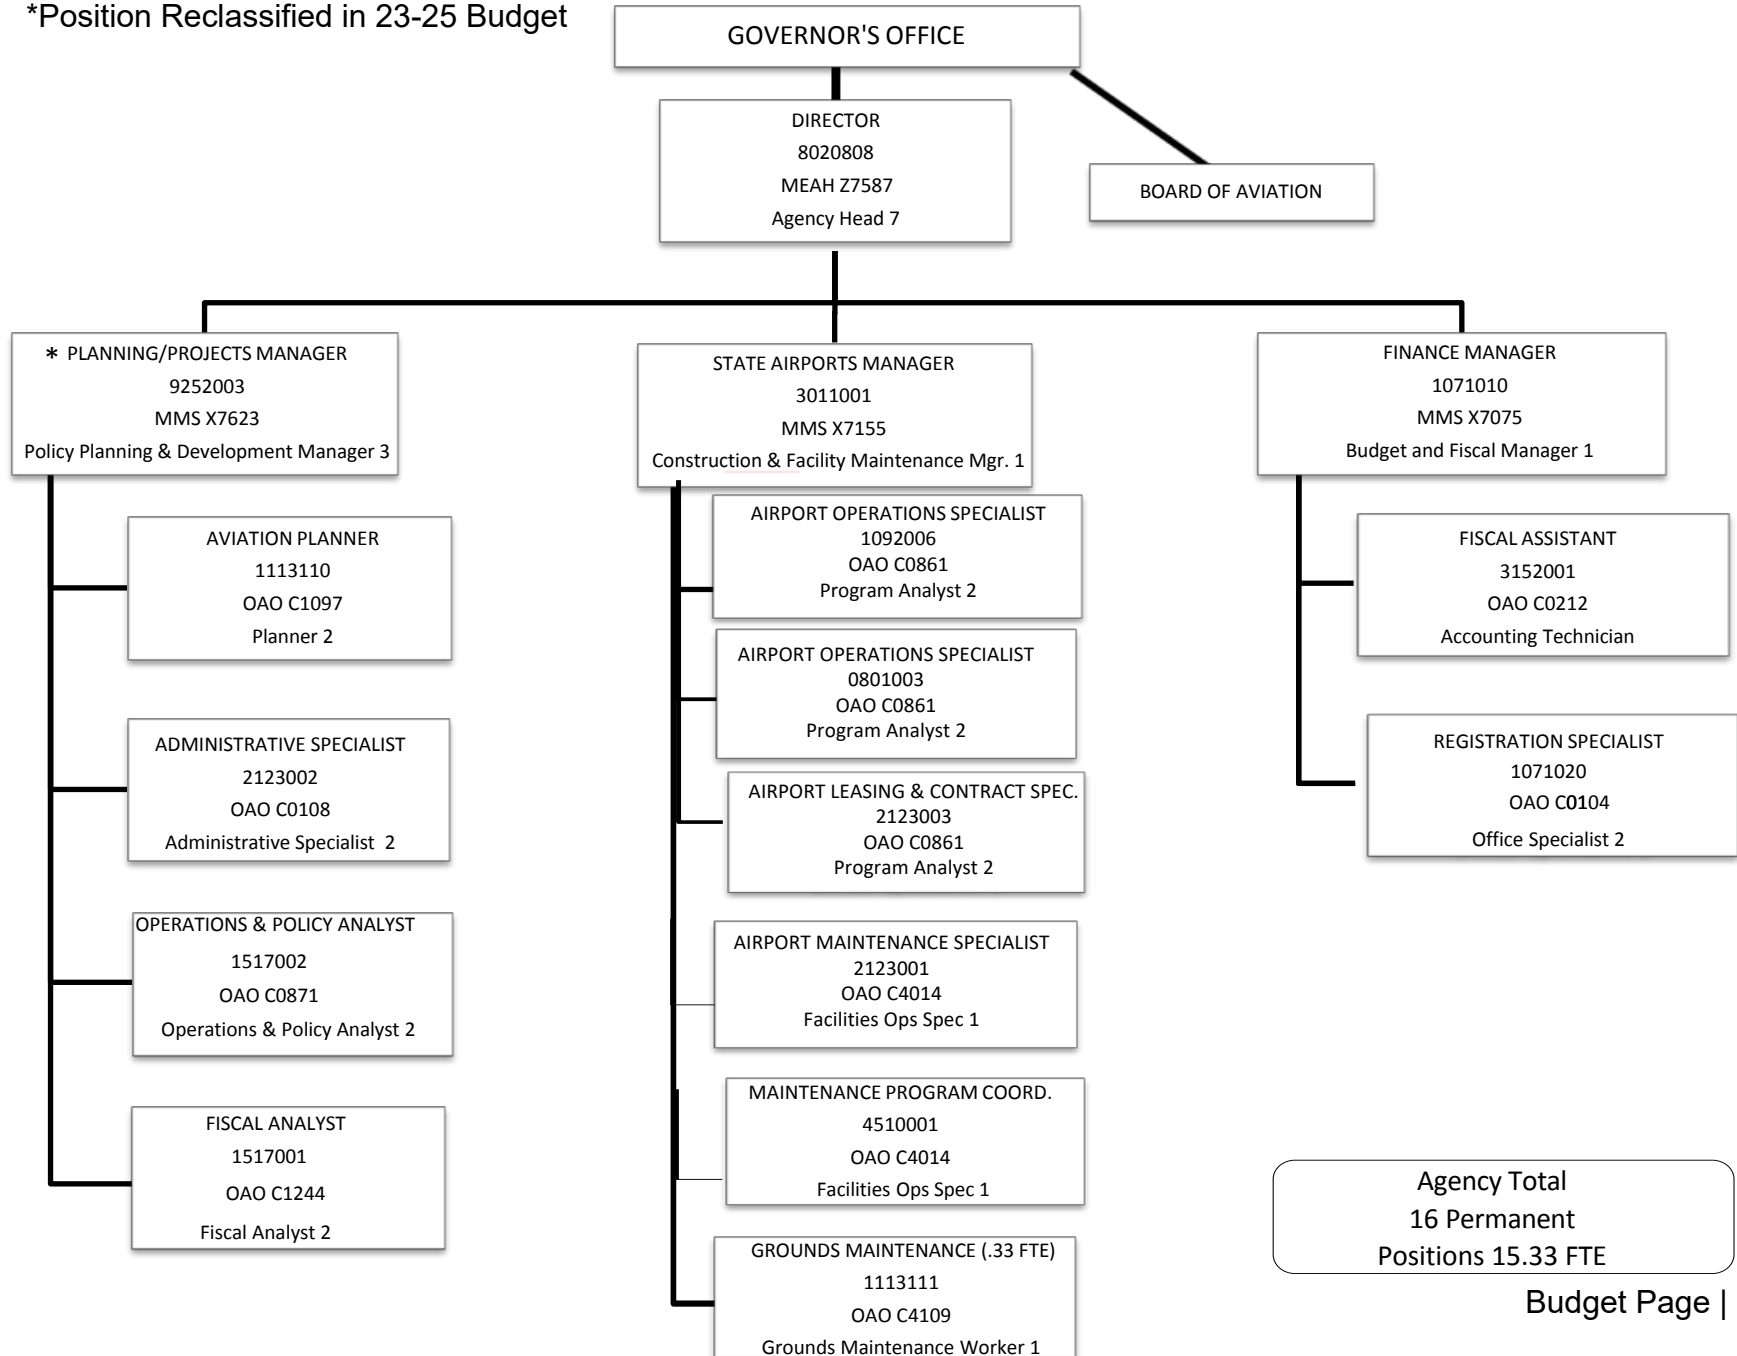 *Position Reclassified in 23-25 Budget
GOVERNOR'S OFFICE
DIRECTOR
8020808
MEAH Z7587
Agency Head 7
BOARD OF AVIATION
* PLANNING/PROJECTS MANAGER
9252003
MMS X7623
Policy Planning & Development Manager 3
AVIATION PLANNER
1113110
OAO C1097
Planner 2
ADMINISTRATIVE SPECIALIST
2123002
OAO C0108
Administrative Specialist 2
OPERATIONS & POLICY ANALYST
1517002
OAO C0871
Operations & Policy Analyst 2
FISCAL ANALYST
1517001
OAO C1244
Fiscal Analyst 2
STATE AIRPORTS MANAGER
3011001
MMS X7155
Construction & Facility Maintenance Mgr. 1
AIRPORT OPERATIONS SPECIALIST
1092006
OAO C0861
Program Analyst 2
AIRPORT OPERATIONS SPECIALIST
0801003
OAO C0861
Program Analyst 2
AIRPORT LEASING & CONTRACT SPEC.
2123003
OAO C0861
Program Analyst 2
AIRPORT MAINTENANCE SPECIALIST
2123001
OAO C4014
Facilities Ops Spec 1
MAINTENANCE PROGRAM COORD.
4510001
OAO C4014
Facilities Ops Spec 1
GROUNDS MAINTENANCE (.33 FTE)
1113111
OAO C4109
Grounds Maintenance Worker 1
FINANCE MANAGER
1071010
MMS X7075
Budget and Fiscal Manager 1
FISCAL ASSISTANT
3152001
OAO C0212
Accounting Technician
REGISTRATION SPECIALIST
1071020
OAO C0104
Office Specialist 2
Agency Total
16 Permanent
Positions 15.33 FTE
Budget Page |